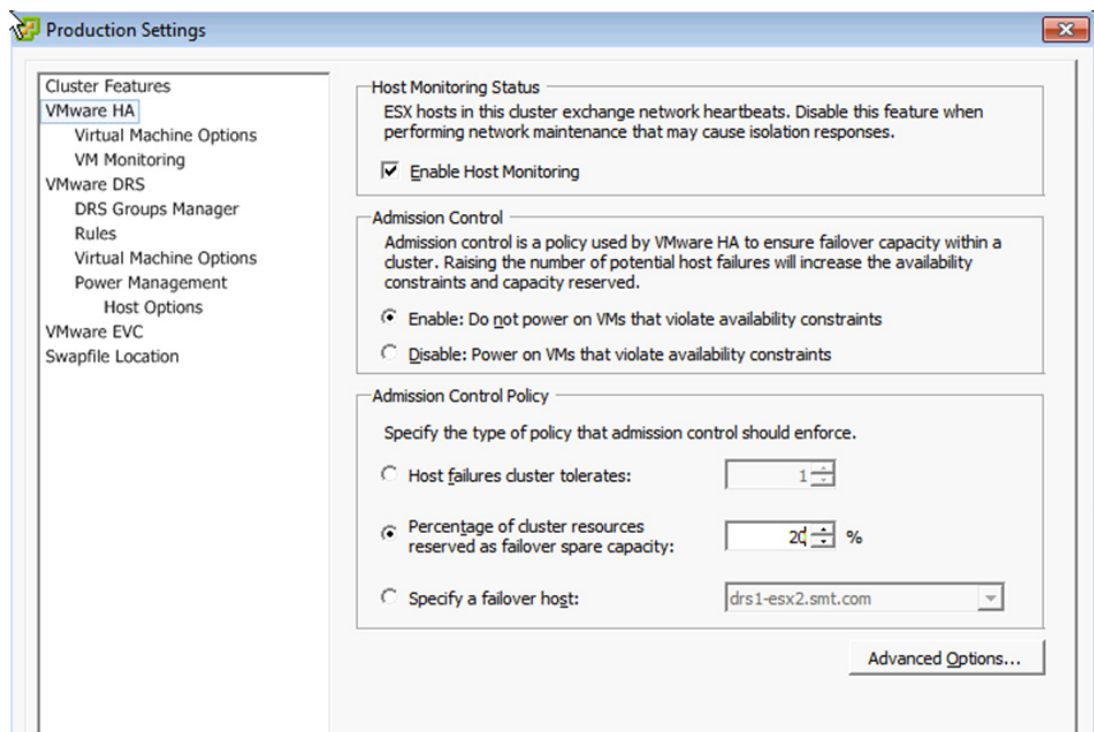 Production Settings
Cluster Features
VMware HA
Virtual Machine Options
VM Monitoring
VMware DRS
DRS Groups Manager
Rules
Virtual Machine Options
Power Management
Host Options
VMware EVC
Swapfile Location
Host Monitoring Status
ESX hosts in this cluster exchange network heartbeats. Disable this feature when
performing network maintenance that may cause isolation responses.
Enable Host Monitoring
Admission Control
Admission control is a policy used by VMware HA to ensure failover capacity within a
cluster. Raising the number of potential host failures will increase the availability
constraints and capacity reserved.
Enable: Do not power on VMs that violate availability constraints
Disable: Power on VMs that violate availability constraints
Admission Control Policy
Specify the type of policy that admission control should enforce.
Host failures cluster tolerates: 1
Percentage of cluster resources
reserved as failover spare capacity: 20 %
Specify a failover host: drs1-esx2.smt.com
Advanced Options...